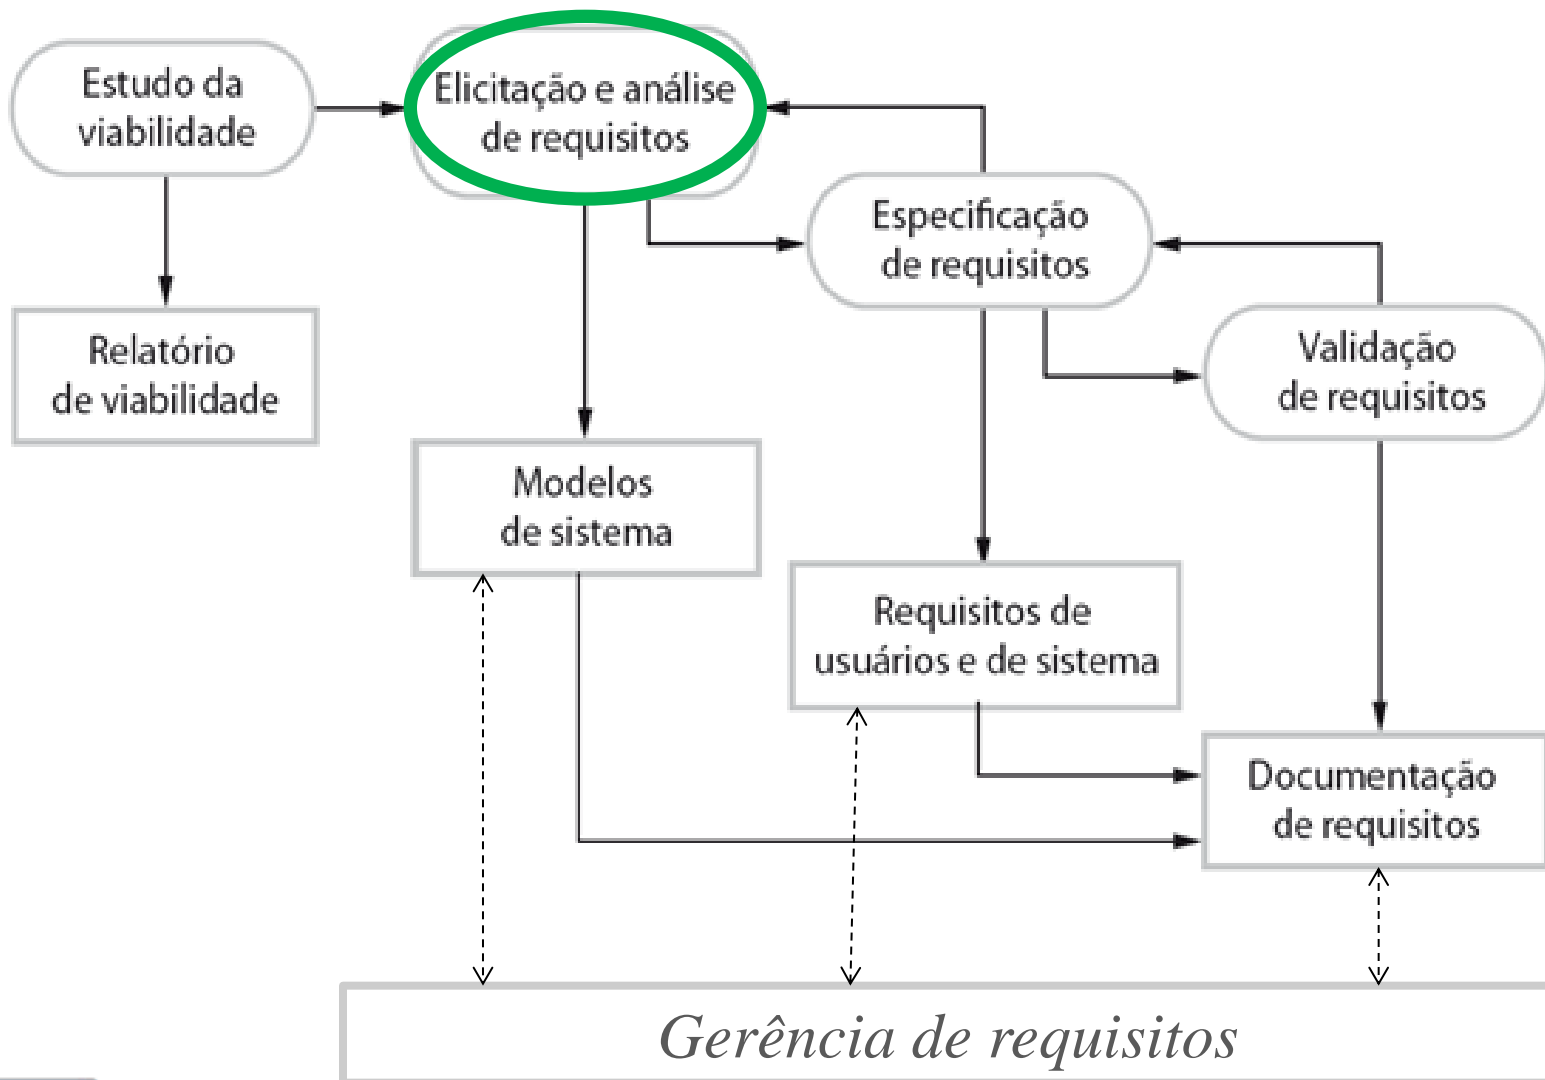 Estudo da
viabilidade
Elicitação e análise
de requisitos
Especificação
de requisitos
Validação
de requisitos
Relatório
de viabilidade
Modelos
de sistema
Requisitos de
usuários e de sistema
Documentação
de requisitos
Gerência de requisitos